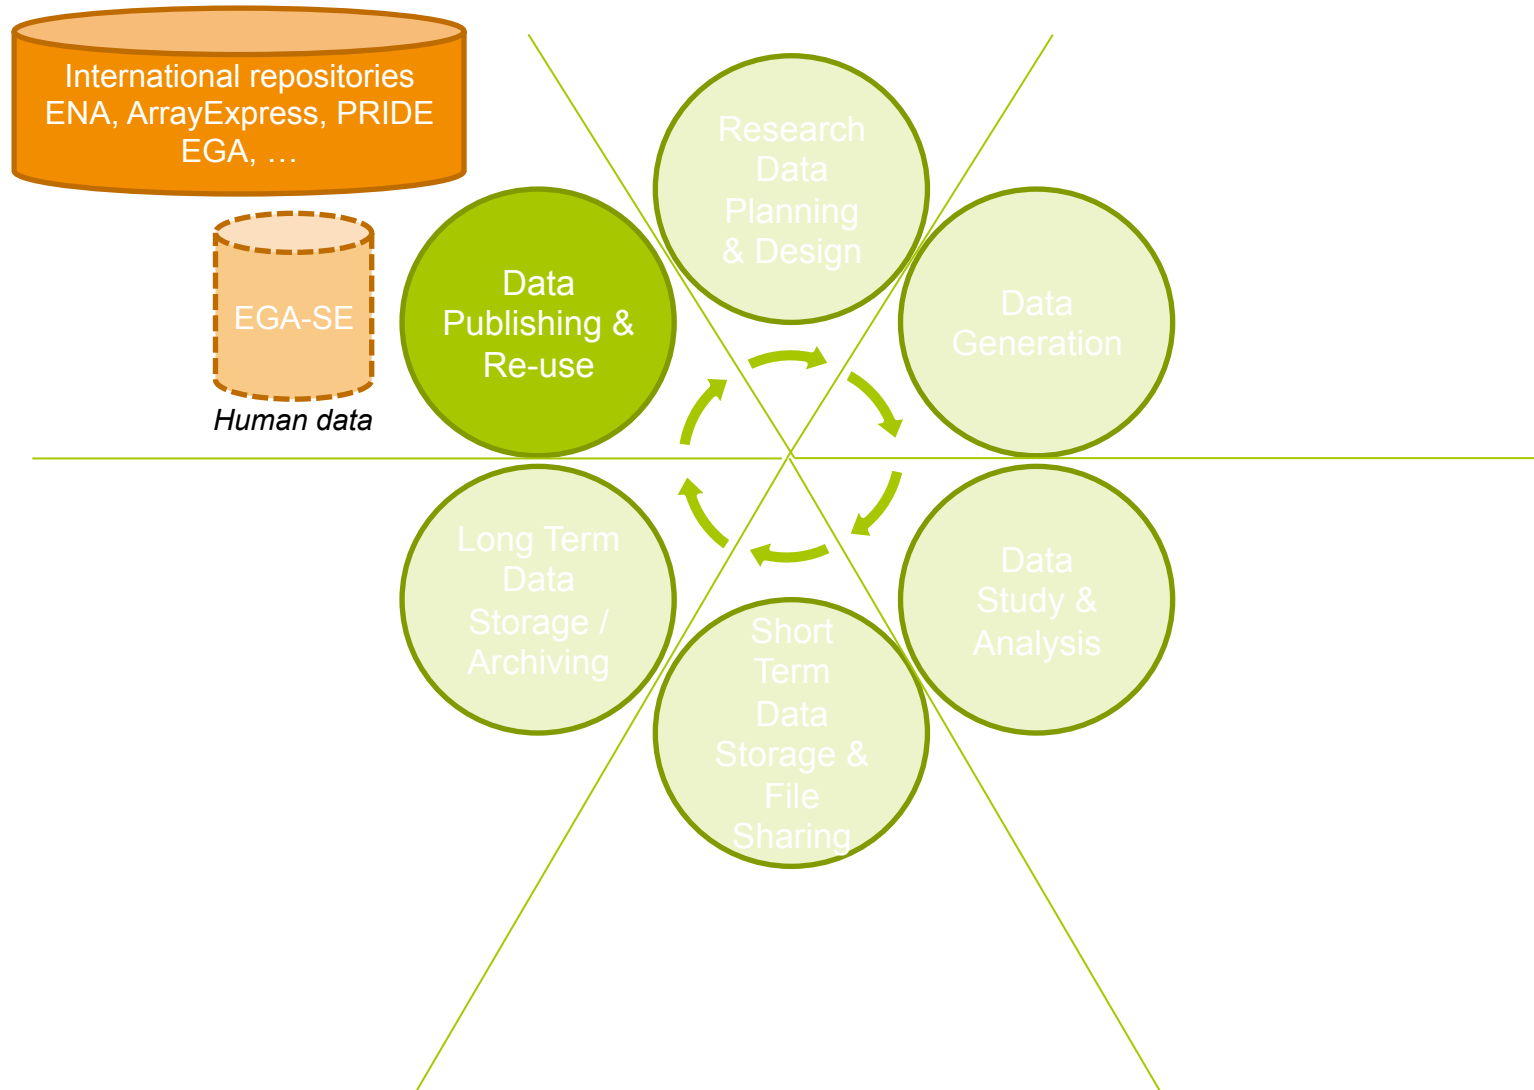 International repositories
ENA, ArrayExpress, PRIDE
EGA, …
EGA-SE
Human data
Data
Publishing &
Re-use
Research
Data
Planning
& Design
Data
Generation
Data
Study &
Analysis
Short
Term
Data
Storage &
File
Sharing
Long Term
Data
Storage /
Archiving